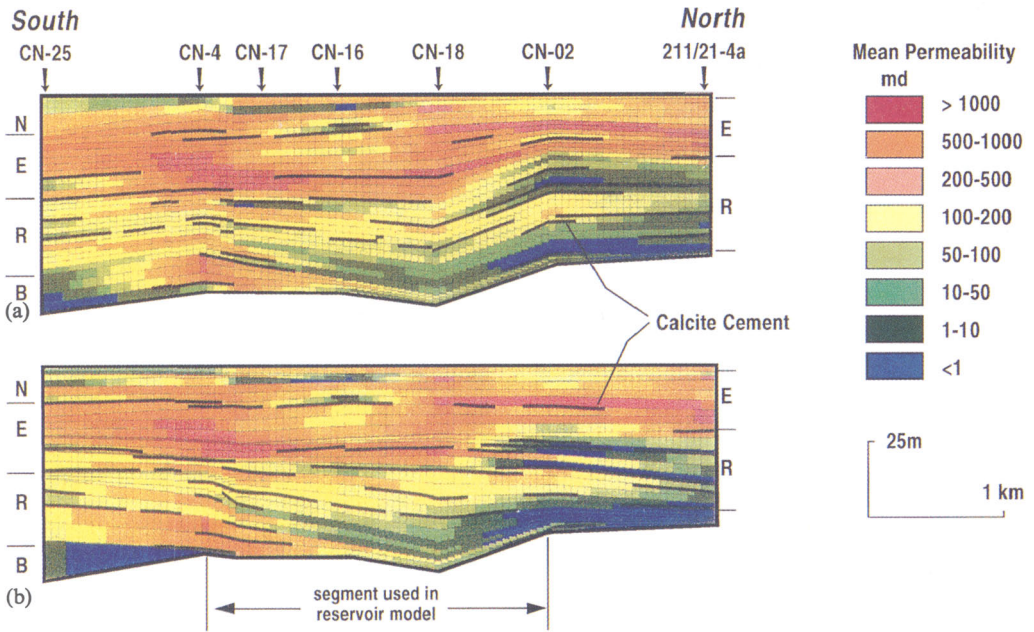 South
North
CN-25 CN-4 CN-17 CN-16 CN-18 CN-02 211/21-4a
Mean Permeability
md
> 1000
500-1000
200-500
100-200
50-100
10-50
1-10
<1
N
E
R
B
E
R
(a)
Calcite Cement
N
E
R
B
E
R
(b)
25m
1 km
segment used in
reservoir model